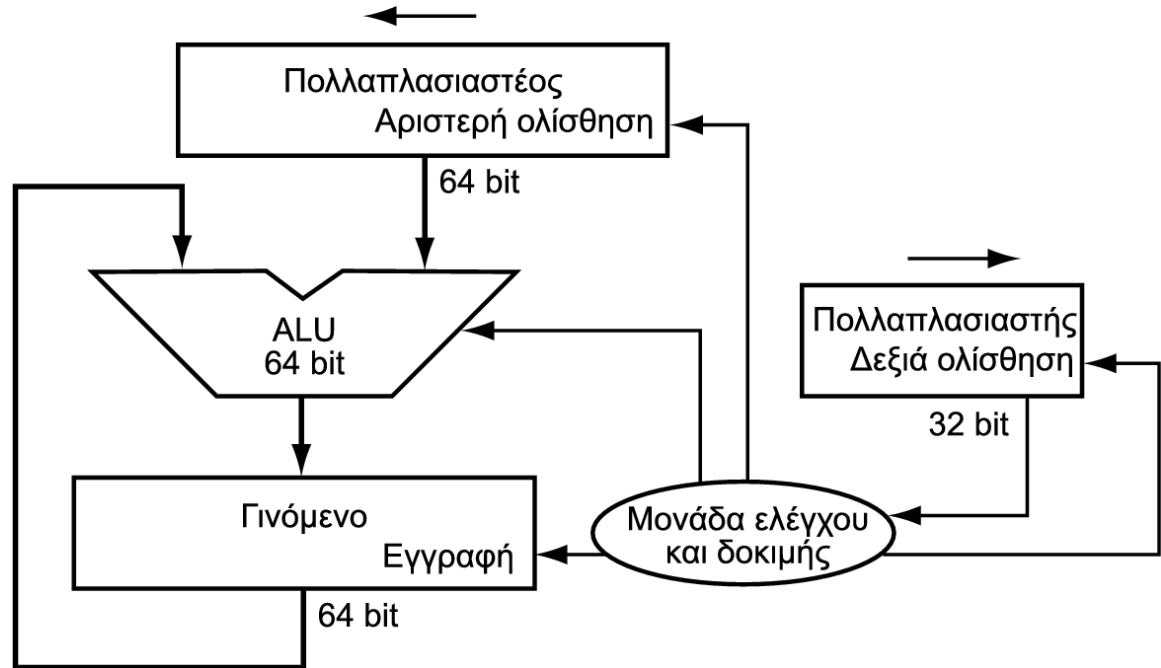 Πολλαπλασιαστέος
Αριστερή ολίσθηση
64 bit
ALU
64 bit
Πολλαπλασιαστής
Δεξιά ολίσθηση
32 bit
Γινόμενο
Εγγραφή
64 bit
Μονάδα ελέγχου
και δοκιμής